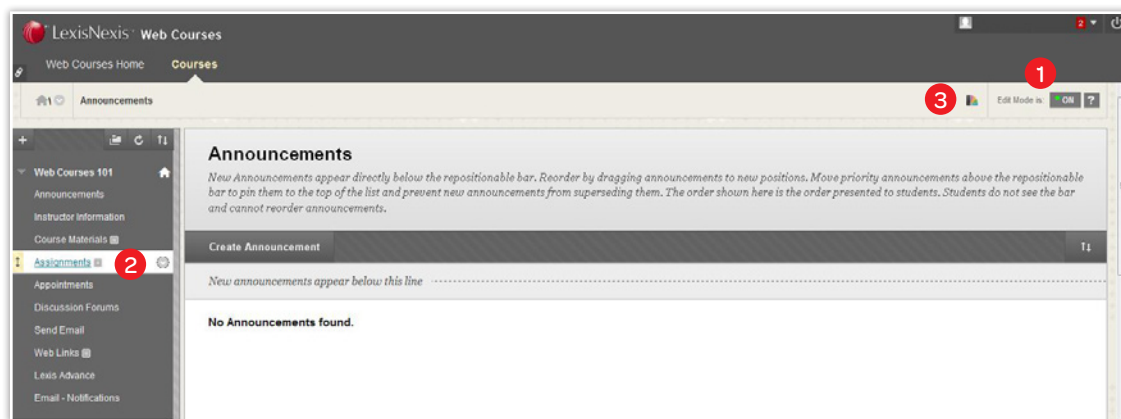 LexisNexis® Web Courses
2
Web Courses Home Courses
1
1 Announcements
3
Edit Mode is: ON ?
Web Courses 101
Announcements
Instructor Information
Course Materials
Assignments
2
Appointments
Discussion Forums
Send Email
Web Links
Lexis Advance
Email - Notifications
Announcements
New Announcements appear directly below the repositionable bar. Reorder by dragging announcements to new positions. Move priority announcements above the repositionable
bar to pin them to the top of the list and prevent new announcements from superseding them. The order shown here is the order presented to students. Students do not see the bar
and cannot reorder announcements.
Create Announcement
New announcements appear below this line
No Announcements found.